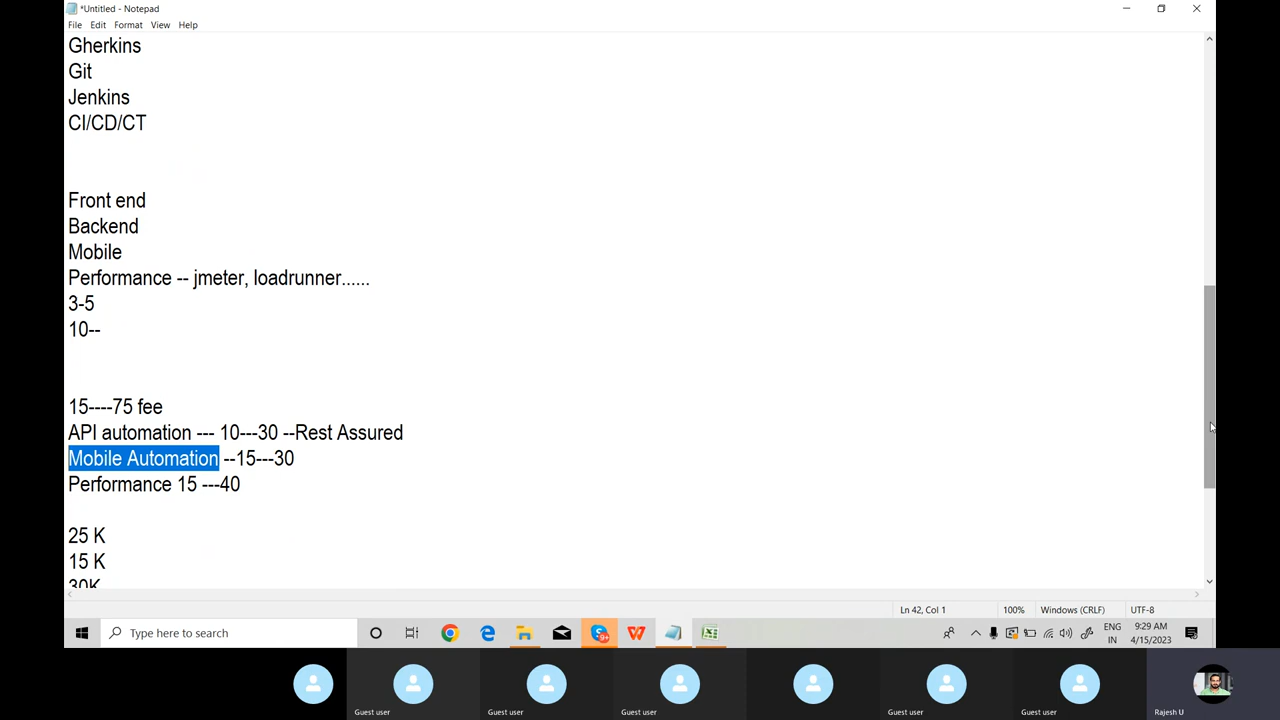 *Untitled - Notepad
File Edit Format View Help
Gherkins
Git
Jenkins
CI/CD/CT
Front end
Backend
Mobile
Performance -- jmeter, loadrunner......
3-5
10--
15----75 fee
API automation --- 10---30 --Rest Assured
Mobile Automation --15---30
Performance 15 ---40
25 K
15 K
30K
Ln 42, Col 1 100% Windows (CRLF) UTF-8
Type here to search
9+
ENG
IN
9:29 AM
4/15/2023
Guest user Guest user Guest user Guest user Guest user Rajesh U